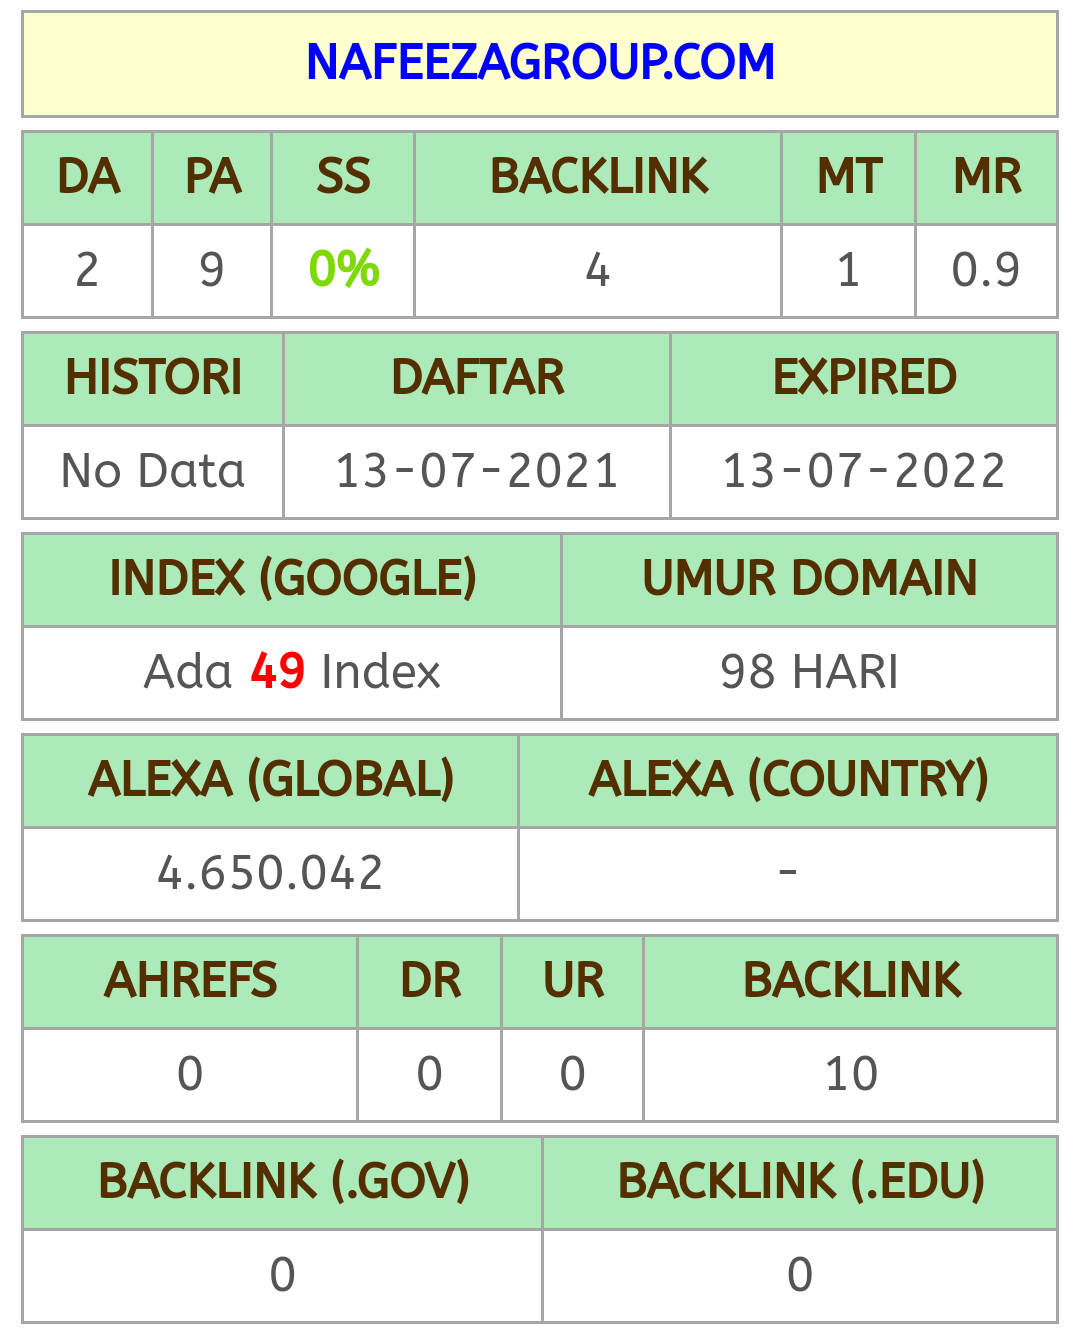 NAFEEZAGROUP.COM
DA PA SS BACKLINK MT MR
2 9 0% 4 1 0.9
HISTORI DAFTAR EXPIRED
No Data 13-07-2021 13-07-2022
INDEX (GOOGLE) UMUR DOMAIN
Ada 49 Index 98 HARI
ALEXA (GLOBAL) ALEXA (COUNTRY)
4.650.042 -
AHREFS DR UR BACKLINK
0 0 0 10
BACKLINK (.GOV) BACKLINK (.EDU)
0 0